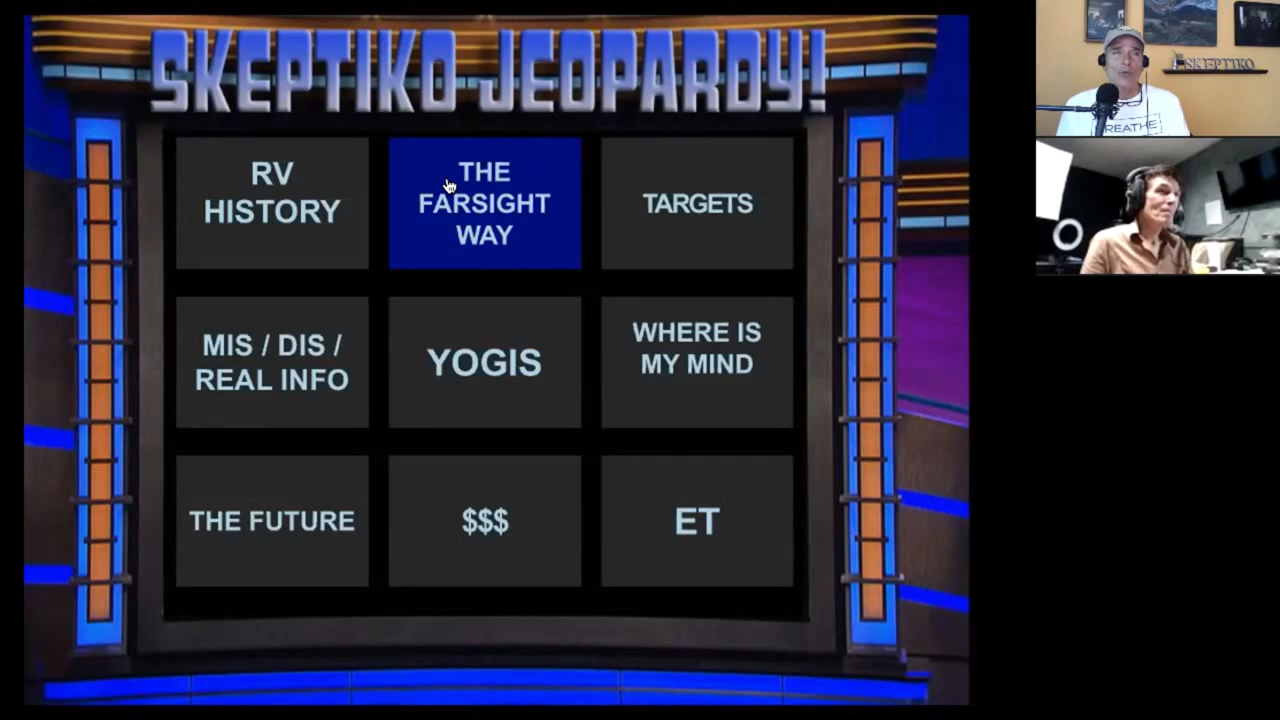 SKEPTIKO JEOPARDY!
RV
HISTORY
THE
FARSIGHT
WAY
TARGETS
MIS / DIS /
REAL INFO
YOGIS
WHERE IS
MY MIND
THE FUTURE
$$$
ET
SKEPTIKO
BREATHE